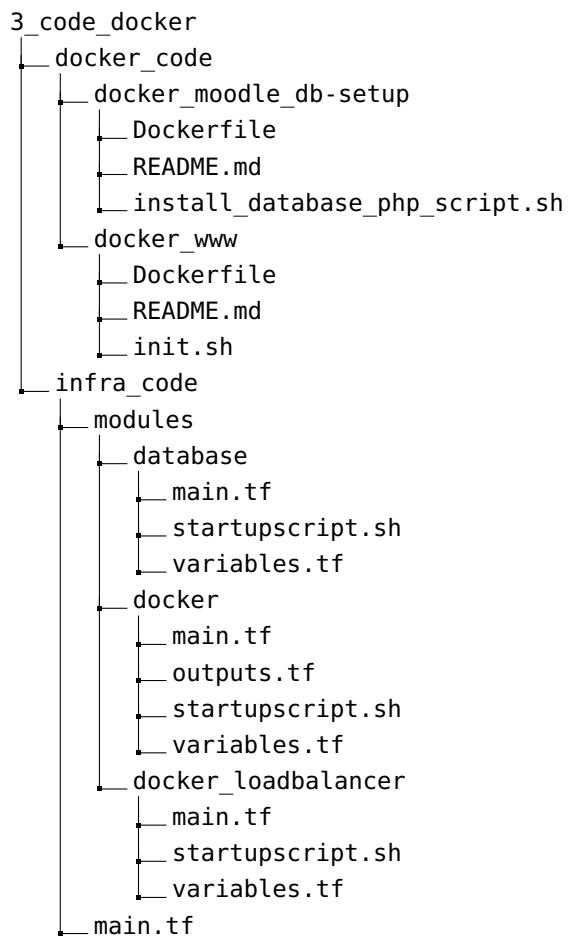 3_code_docker
docker_code
docker_moodle_db-setup
Dockerfile
README.md
install_database_php_script.sh
docker_www
Dockerfile
README.md
init.sh
infra_code
modules
database
main.tf
startupscript.sh
variables.tf
docker
main.tf
outputs.tf
startupscript.sh
variables.tf
docker_loadbalancer
main.tf
startupscript.sh
variables.tf
main.tf